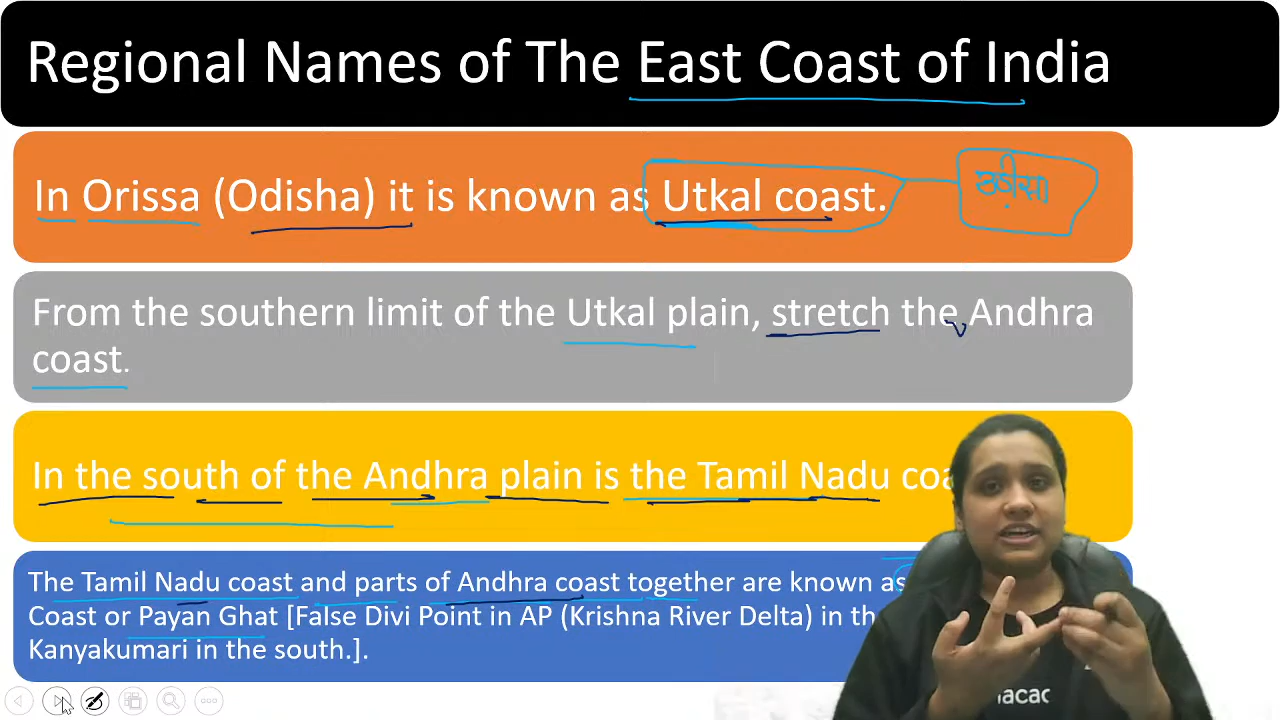 Regional Names of The East Coast of India
In Orissa (Odisha) it is known as Utkal coast.
From the southern limit of the Utkal plain, stretch the Andhra
coast.
In the south of the Andhra plain is the Tamil Nadu
The Tamil Nadu coast and parts of Andhra coast together are known as
Coast or Payan Ghat [False Divi Point in AP (Krishna River Delta) in the
Kanyakumari in the south.].